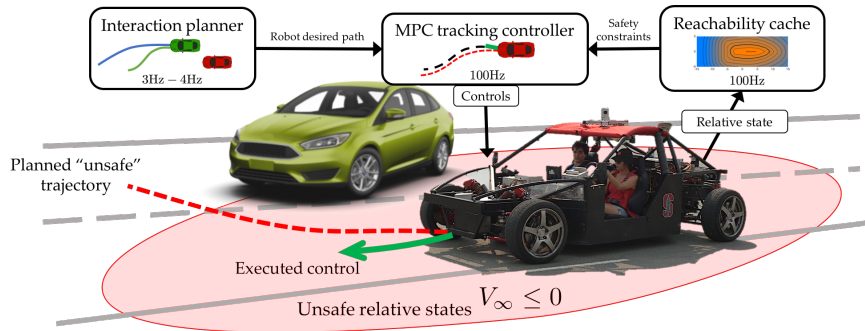 Interaction planner
3Hz − 4Hz
Robot desired path
MPC tracking controller
100Hz
Safety
constraints
Reachability cache
100Hz
Controls
Relative state
Planned “unsafe”
trajectory
S
Executed control
Unsafe relative states V∞ ≤ 0